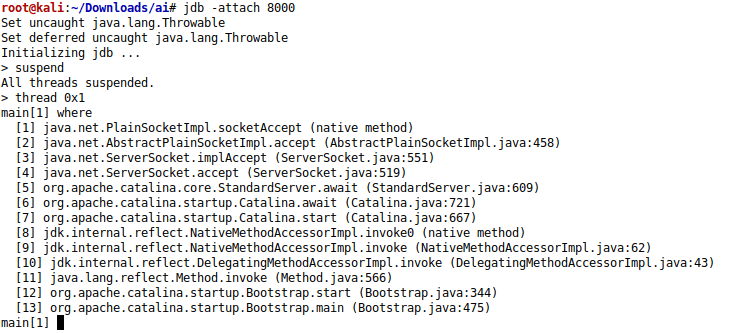 root@kali:~/Downloads/ai# jdb -attach 8000
Set uncaught java.lang.Throwable
Set deferred uncaught java.lang.Throwable
Initializing jdb ...
> suspend
All threads suspended.
> thread 0x1
main[1] where
  [1] java.net.PlainSocketImpl.socketAccept (native method)
  [2] java.net.AbstractPlainSocketImpl.accept (AbstractPlainSocketImpl.java:458)
  [3] java.net.ServerSocket.implAccept (ServerSocket.java:551)
  [4] java.net.ServerSocket.accept (ServerSocket.java:519)
  [5] org.apache.catalina.core.StandardServer.await (StandardServer.java:609)
  [6] org.apache.catalina.startup.Catalina.await (Catalina.java:721)
  [7] org.apache.catalina.startup.Catalina.start (Catalina.java:667)
  [8] jdk.internal.reflect.NativeMethodAccessorImpl.invoke0 (native method)
  [9] jdk.internal.reflect.NativeMethodAccessorImpl.invoke (NativeMethodAccessorImpl.java:62)
  [10] jdk.internal.reflect.DelegatingMethodAccessorImpl.invoke (DelegatingMethodAccessorImpl.java:43)
  [11] java.lang.reflect.Method.invoke (Method.java:566)
  [12] org.apache.catalina.startup.Bootstrap.start (Bootstrap.java:344)
  [13] org.apache.catalina.startup.Bootstrap.main (Bootstrap.java:475)
main[1]